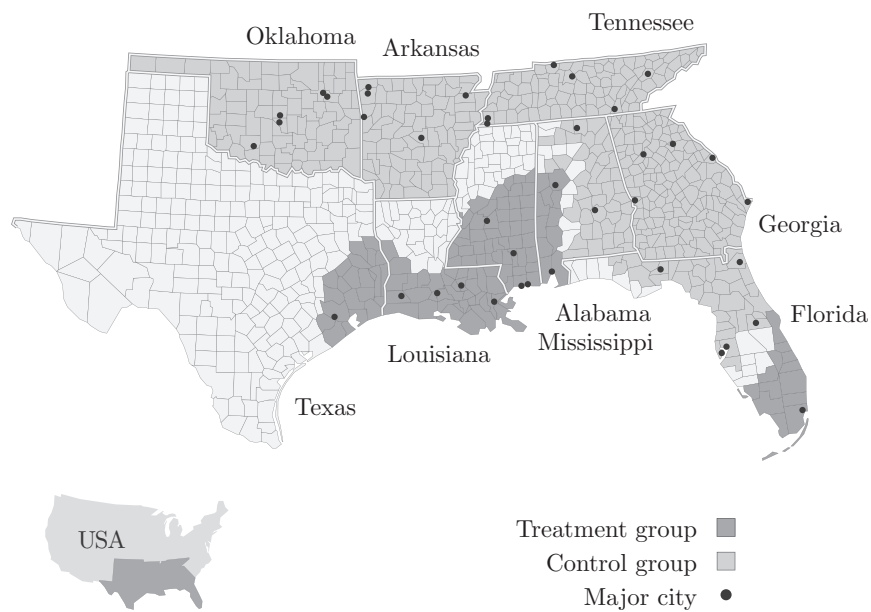 Tennessee
Oklahoma
Arkansas
Georgia
Alabama
Florida
Mississippi
Louisiana
Texas
USA
Treatment group
Control group
Major city